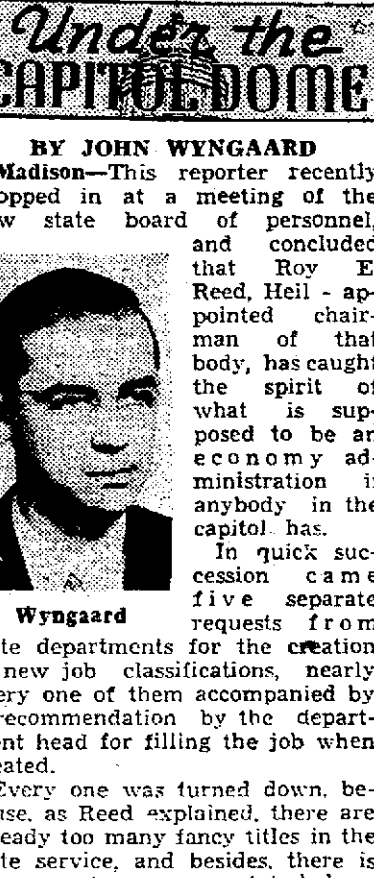 Under the
CAPITOL DOME
BY JOHN WYNGAARD
Madison—This reporter recently
opped in at a meeting of the
w state board of personnel,
and concluded
that Roy E
Reed, Heil - ap-
pointed chair-
man of that
body, has caught
the spirit of
what is sup-
posed to be an
economy ad-
ministration if
anybody in the
capitol has.
In quick suc-
cession came
five separate
requests from
Wyngaard
te departments for the creation
new job classifications, nearly
ery one of them accompanied by
recommendation by the depart-
ent head for filling the job when
eated.
Every one was turned down, be-
use, as Reed explained, there are
ready too many fancy titles in the
te service, and besides, there is